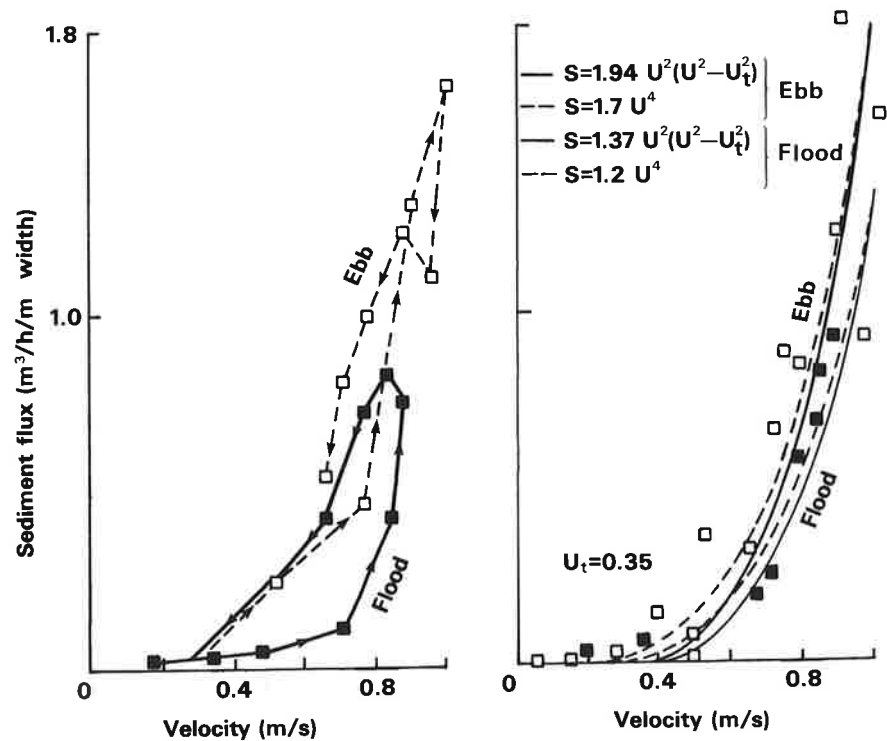 1.8
1.0
Sediment flux (m³/h/m width)
Ebb
Flood
0
0.4
0.8
Velocity (m/s)
S=1.94 U²(U²—Uₜ²)
S=1.7 U⁴
Ebb
S=1.37 U²(U²—Uₜ²)
S=1.2 U⁴
Flood
Ebb
Flood
Uₜ=0.35
0
0.4
0.8
Velocity (m/s)